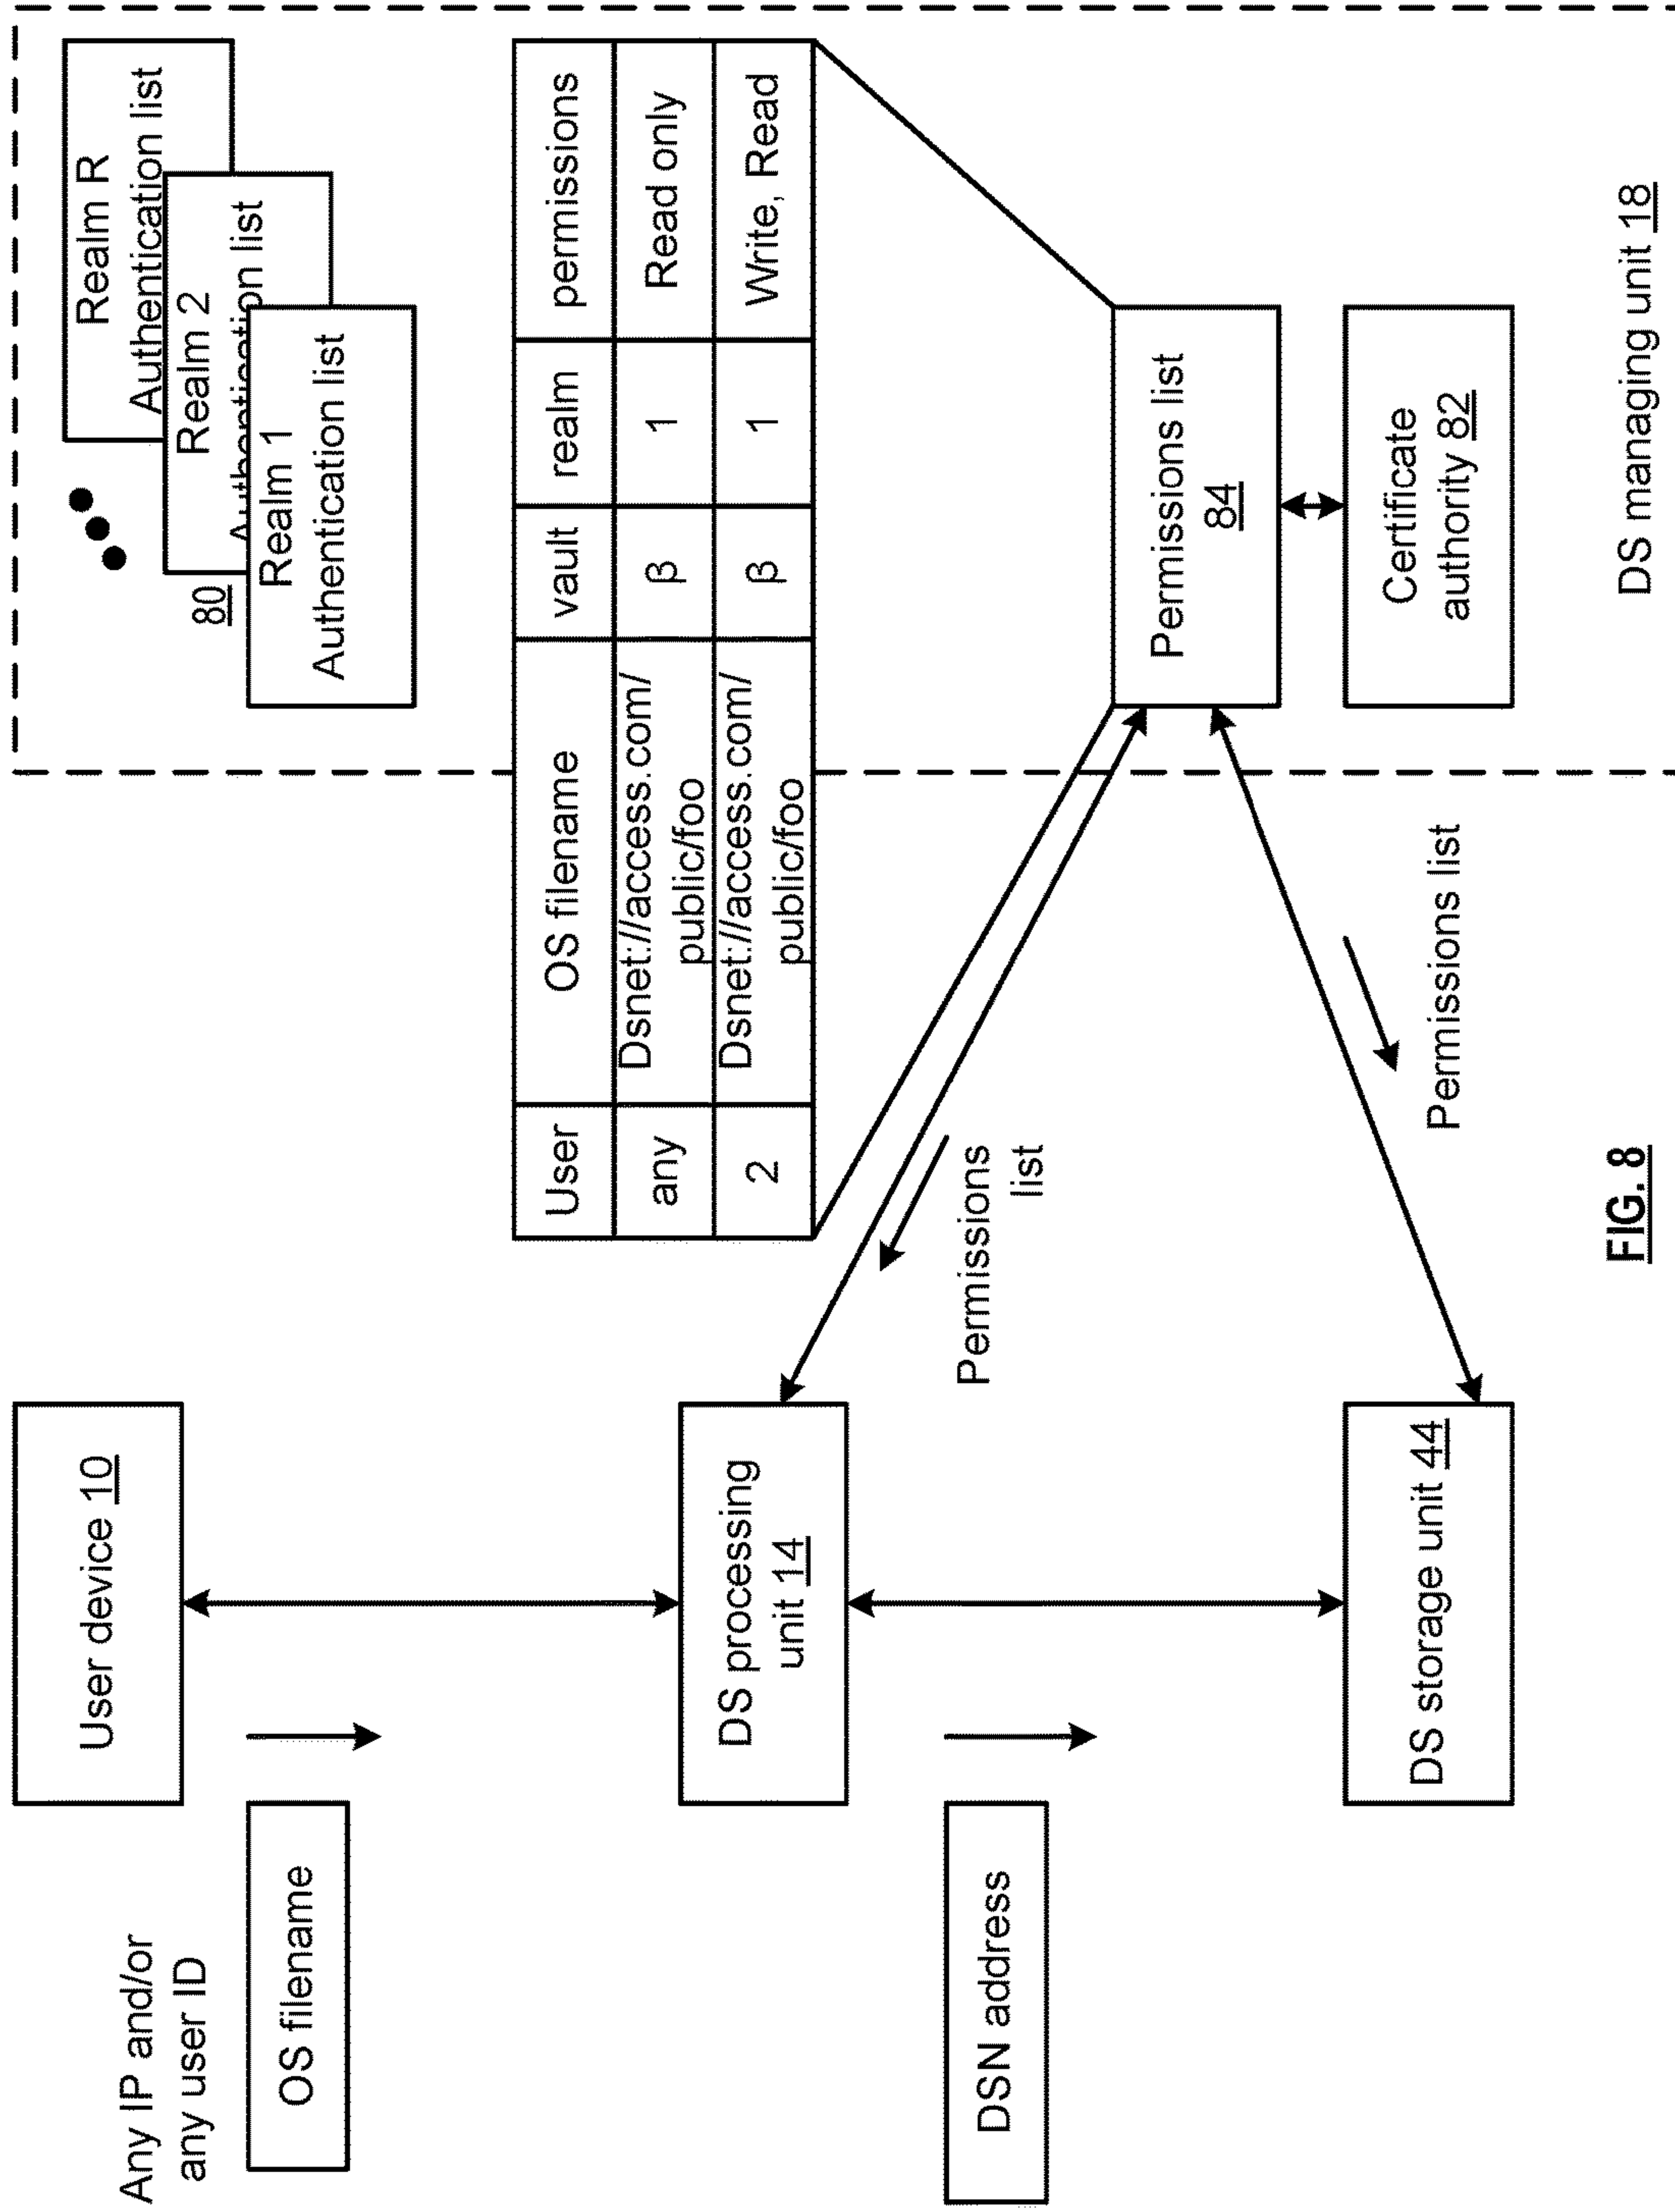 Any IP and/or
any user ID
OS filename
User device 10
DSN address
DS processing
unit 14
DS storage unit 44
Permissions
list
Permissions list
User
OS filename
vault
realm
permissions
any
Dsnet://access.com/
public/foo
β
1
Read only
2
Dsnet://access.com/
public/foo
β
1
Write, Read
80
Realm R
Authentication list
Realm 2
Authentication list
Realm 1
Authentication list
Permissions list
84
Certificate
authority 82
DS managing unit 18
FIG. 8